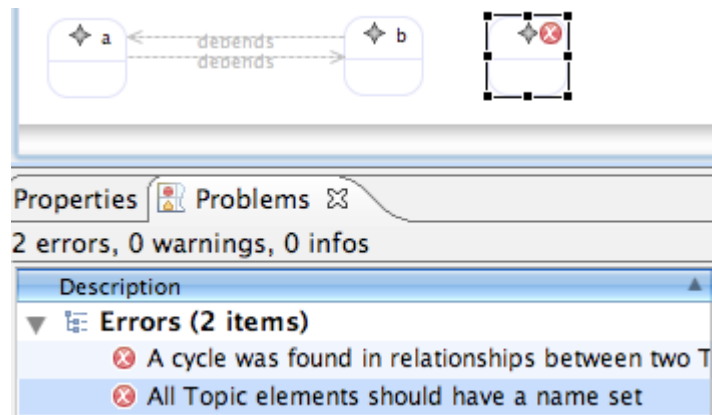 a
depends
b
depends
Properties
Problems
2 errors, 0 warnings, 0 infos
Description
Errors (2 items)
A cycle was found in relationships between two T
All Topic elements should have a name set